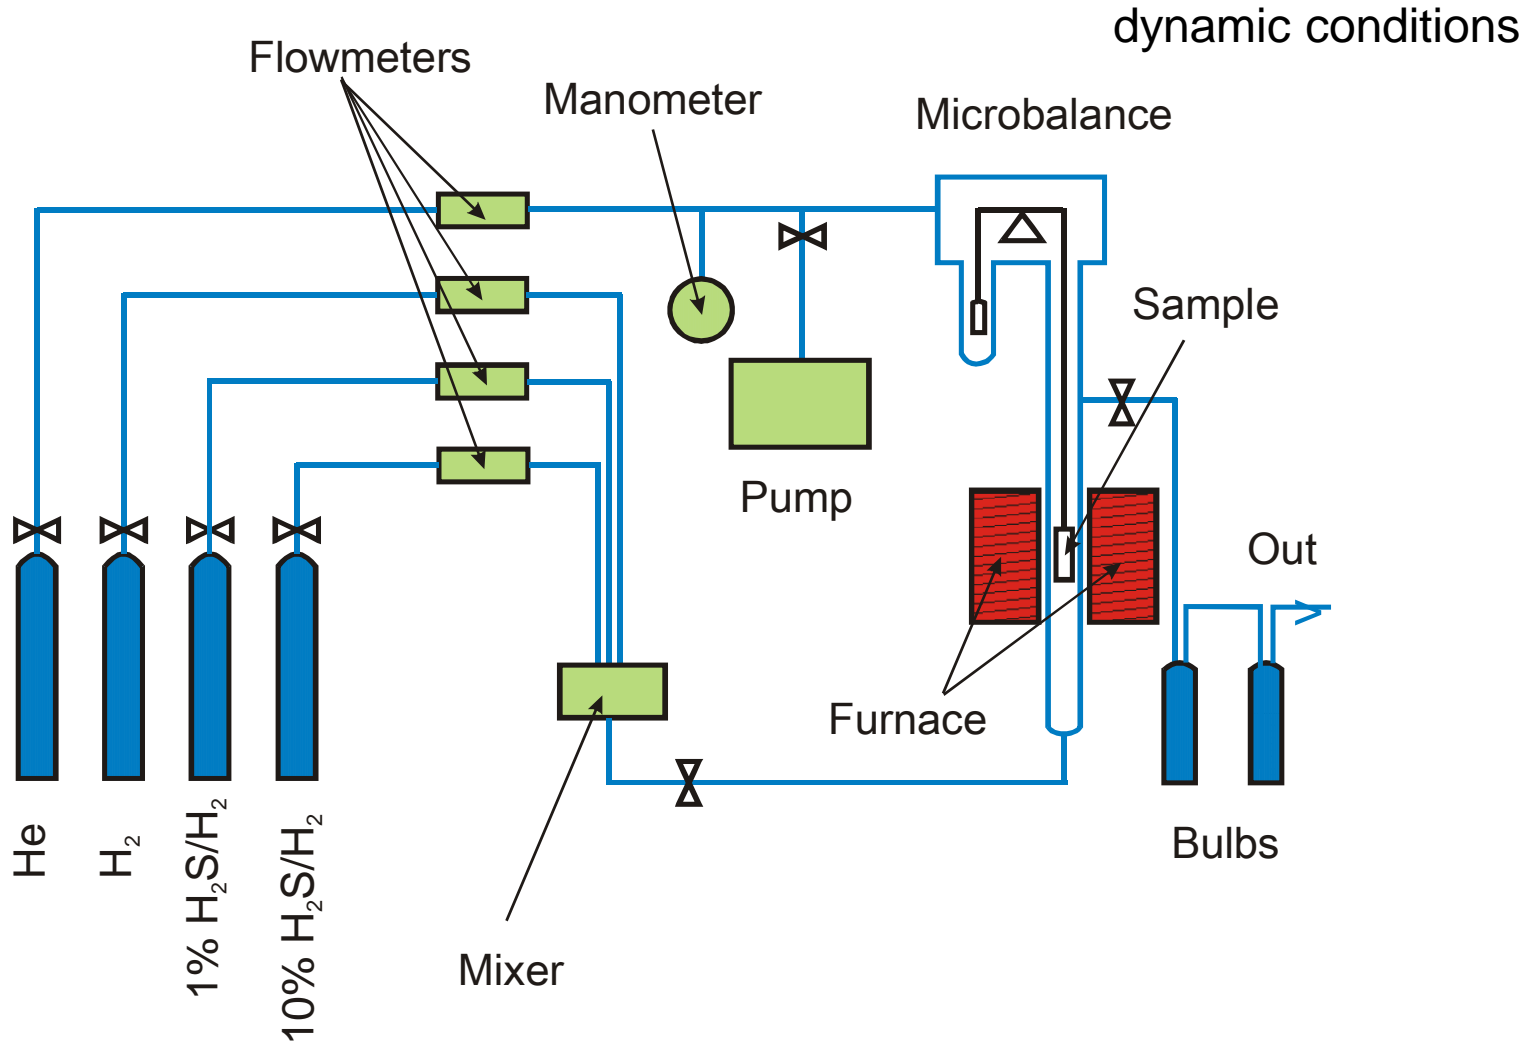 dynamic conditions
Flowmeters
Manometer
Microbalance
Sample
Pump
Out
Furnace
Bulbs
Mixer
He
H₂
1% H₂S/H₂
10% H₂S/H₂